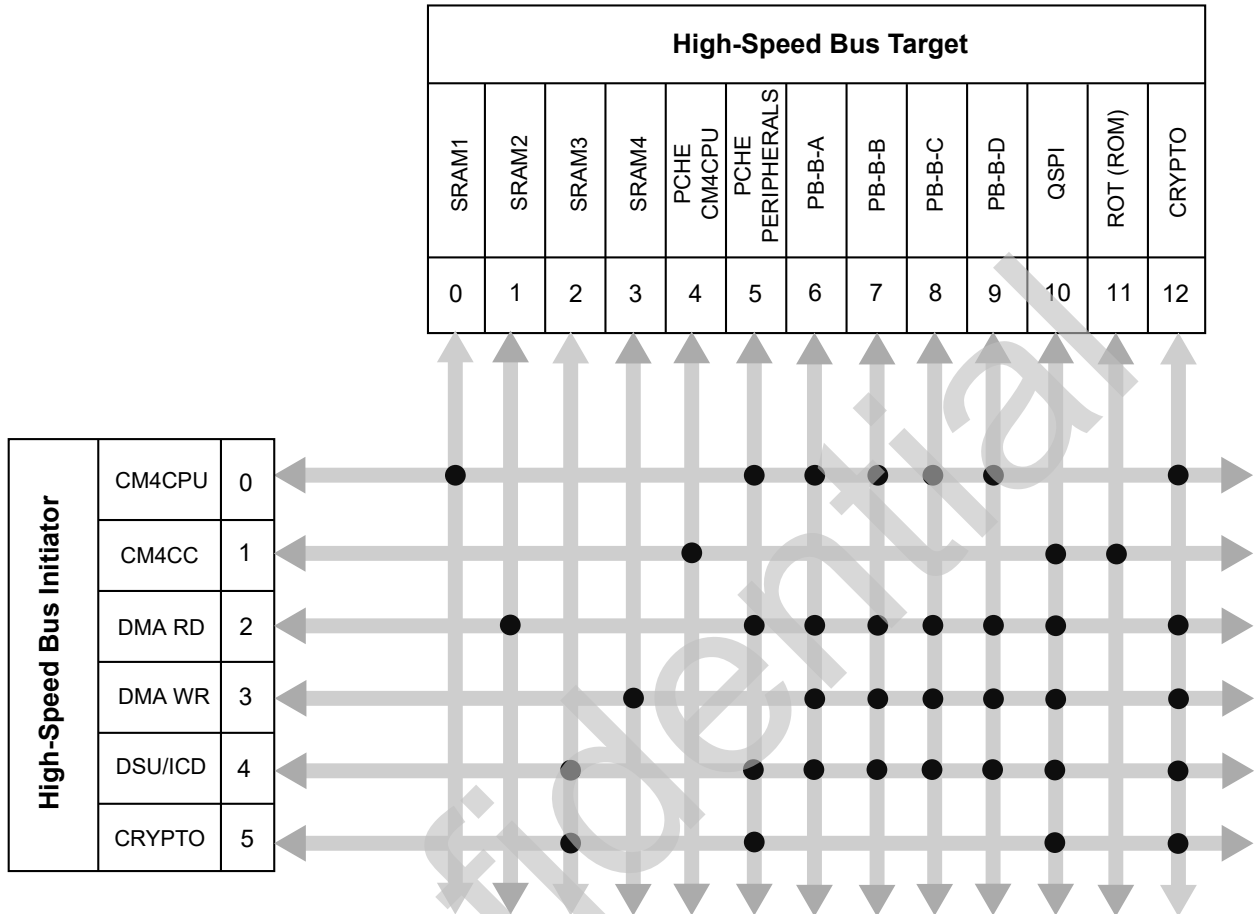 High-Speed Bus Target
SRAM1
SRAM2
SRAM3
SRAM4
PCHE
CM4CPU
PCHE
PERIPHERALS
PB-B-A
PB-B-B
PB-B-C
PB-B-D
QSPI
ROT (ROM)
CRYPTO
0 1 2 3 4 5 6 7 8 9 10 11 12
High-Speed Bus Initiator
CM4CPU 0
CM4CC 1
DMA RD 2
DMA WR 3
DSU/ICD 4
CRYPTO 5
fidential